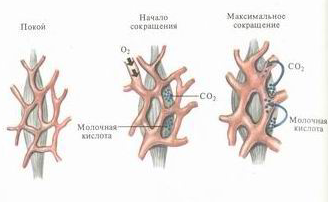 Покой
Начало
сокращения
Максимальное
сокращение
O₂
CO₂
Молочная
кислота
CO₂
Молочная
кислота